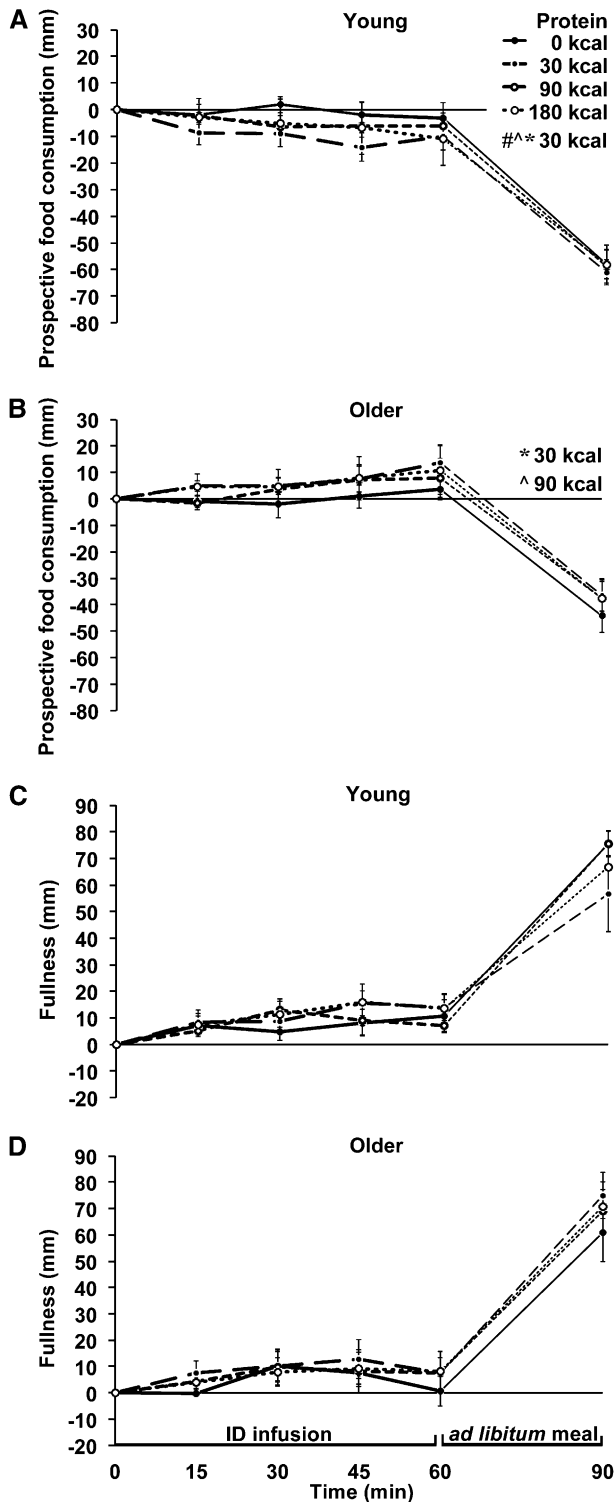 A
Young
Protein
0 kcal
30 kcal
90 kcal
180 kcal
#^* 30 kcal
Prospective food consumption (mm)
30
20
10
0
-10
-20
-30
-40
-50
-60
-70
-80
B
Older
* 30 kcal
^ 90 kcal
Prospective food consumption (mm)
30
20
10
0
-10
-20
-30
-40
-50
-60
-70
-80
C
Young
Fullness (mm)
90
80
70
60
50
40
30
20
10
0
-10
-20
D
Older
Fullness (mm)
90
80
70
60
50
40
30
20
10
0
-10
-20
ID infusion
ad libitum meal
0 15 30 45 60 90
Time (min)